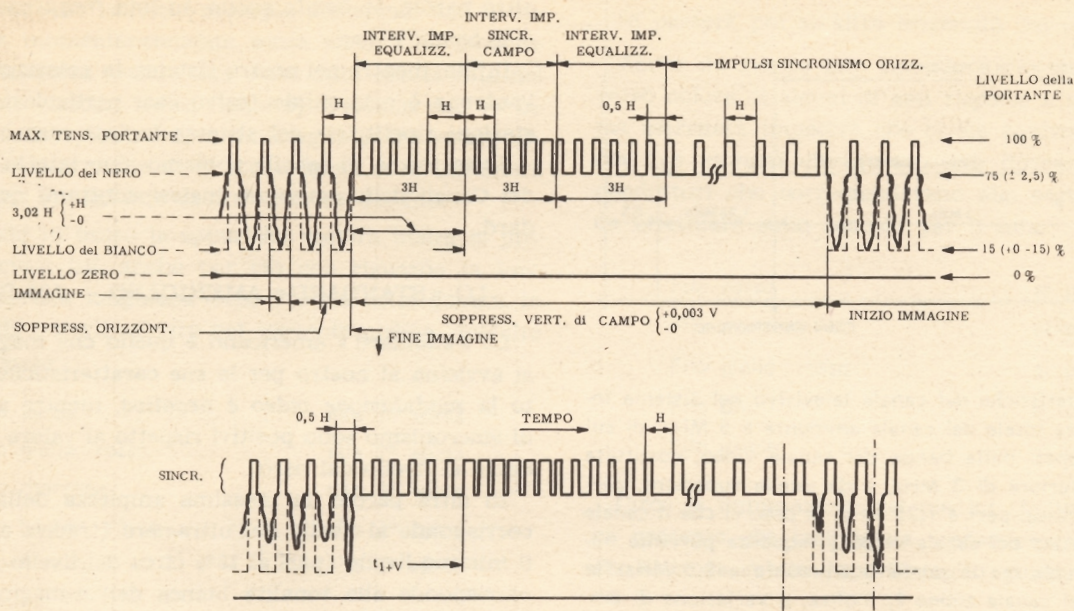 INTERV. IMP.
SINCR.
CAMPO
INTERV. IMP.
EQUALIZZ.
INTERV. IMP.
EQUALIZZ.
IMPULSI SINCRONISMO ORIZZ.
LIVELLO della
PORTANTE
H
H
H
0,5 H
H
MAX. TENS. PORTANTE
100 %
LIVELLO del NERO
75 (± 2,5) %
3H
3H
3H
3,02 H {+H
-0
LIVELLO del BIANCO
15 (+0 -15) %
LIVELLO ZERO
0 %
IMMAGINE
SOPPRESS. ORIZZONT.
SOPPRESS. VERT. di CAMPO {+0,003 V
-0
INIZIO IMMAGINE
FINE IMMAGINE
0,5 H
TEMPO
H
SINCR.
t1+V